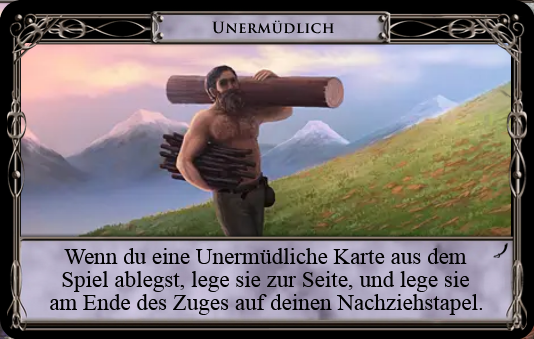 Unermüdlich
Wenn du eine Unermüdliche Karte aus dem
Spiel ablegst, lege sie zur Seite, und lege sie
am Ende des Zuges auf deinen Nachziehstapel.